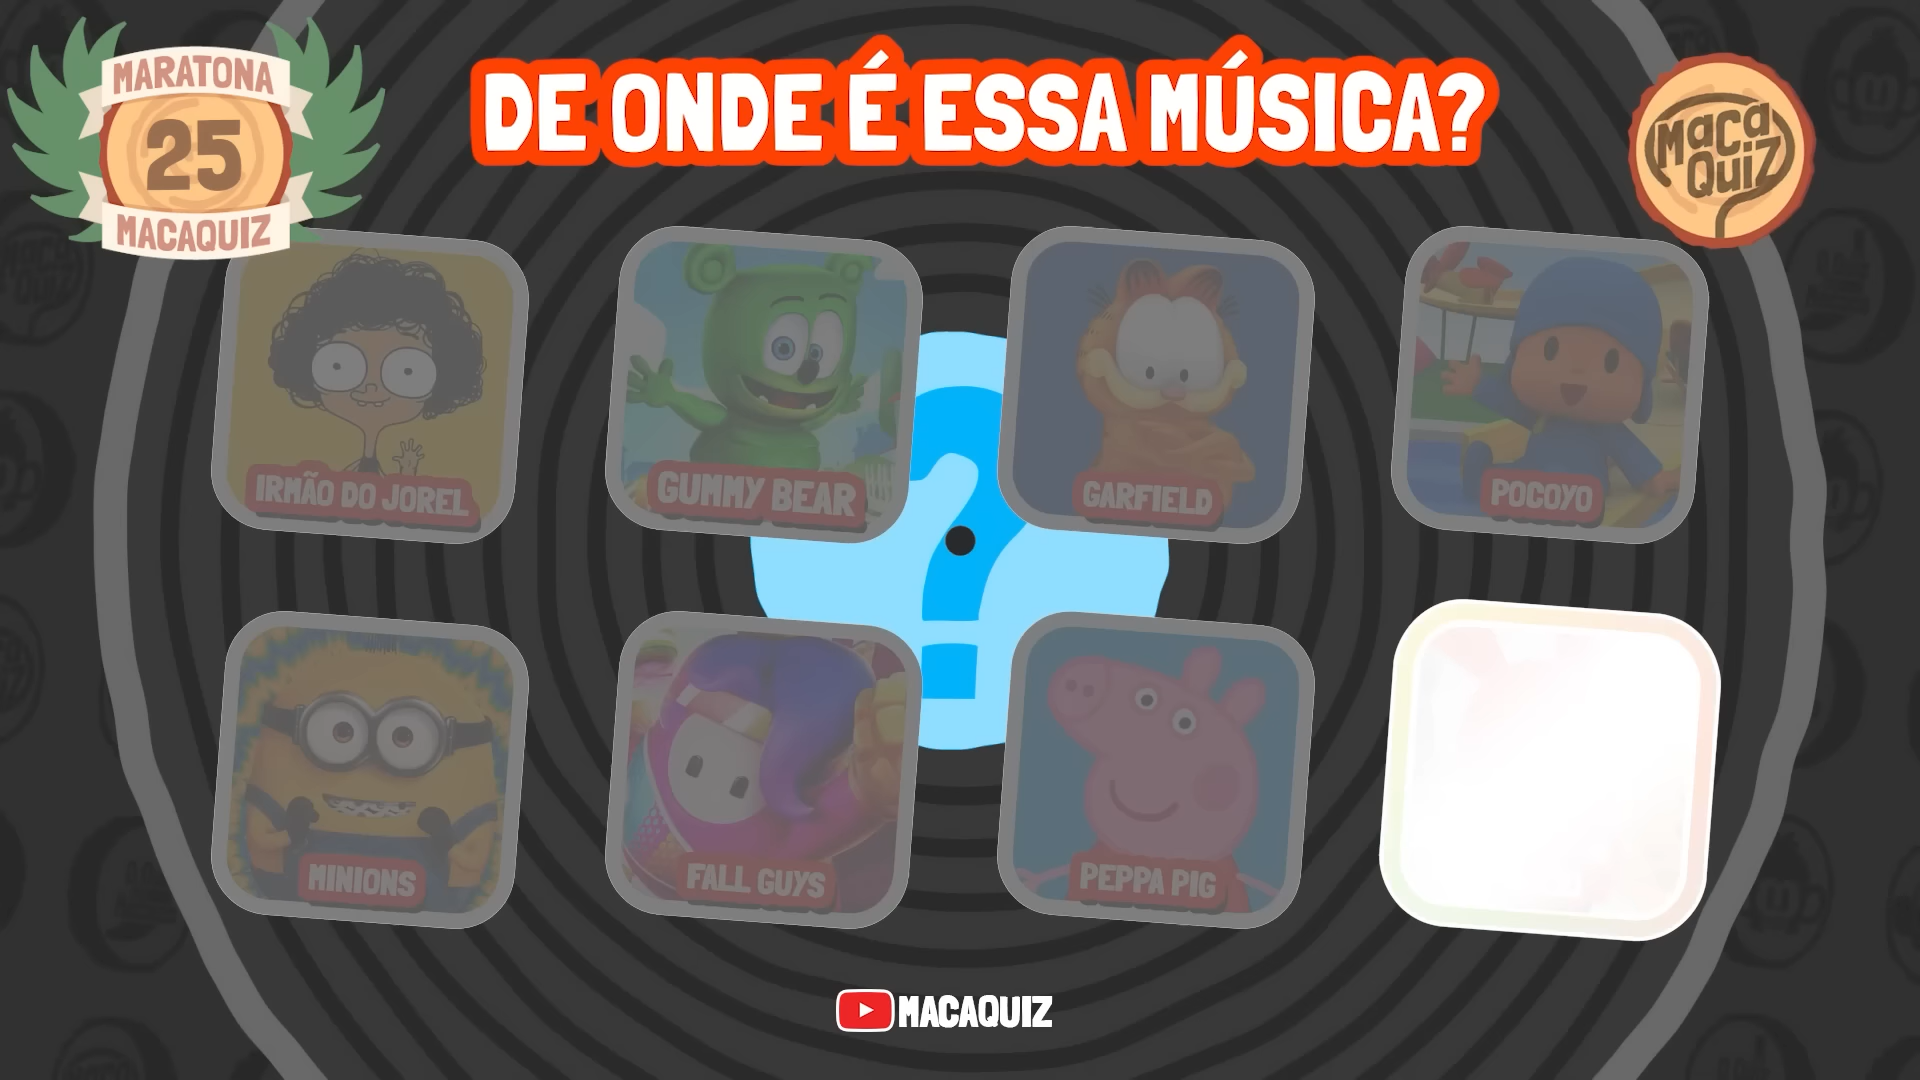 MARATONA
25
MACAQUIZ
DE ONDE É ESSA MÚSICA?
Maca
Quiz
IRMÃO DO JOREL
GUMMY BEAR
GARFIELD
POCOYO
MINIONS
FALL GUYS
PEPPA PIG
MACAQUIZ